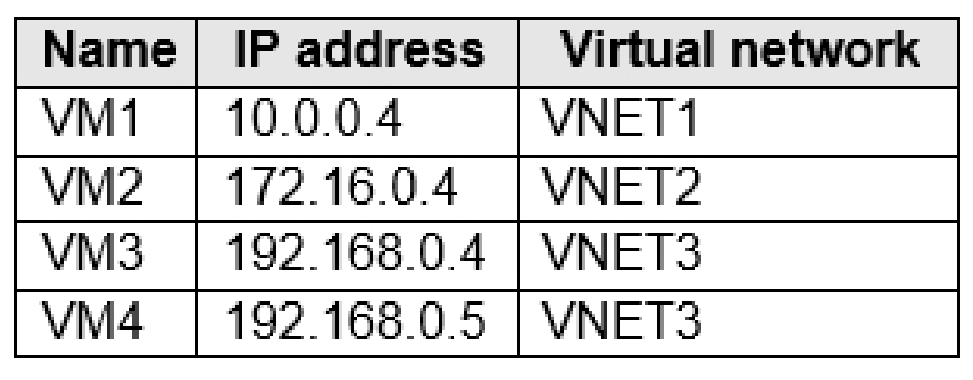 Name IP address Virtual network
VM1 10.0.0.4 VNET1
VM2 172.16.0.4 VNET2
VM3 192.168.0.4 VNET3
VM4 192.168.0.5 VNET3